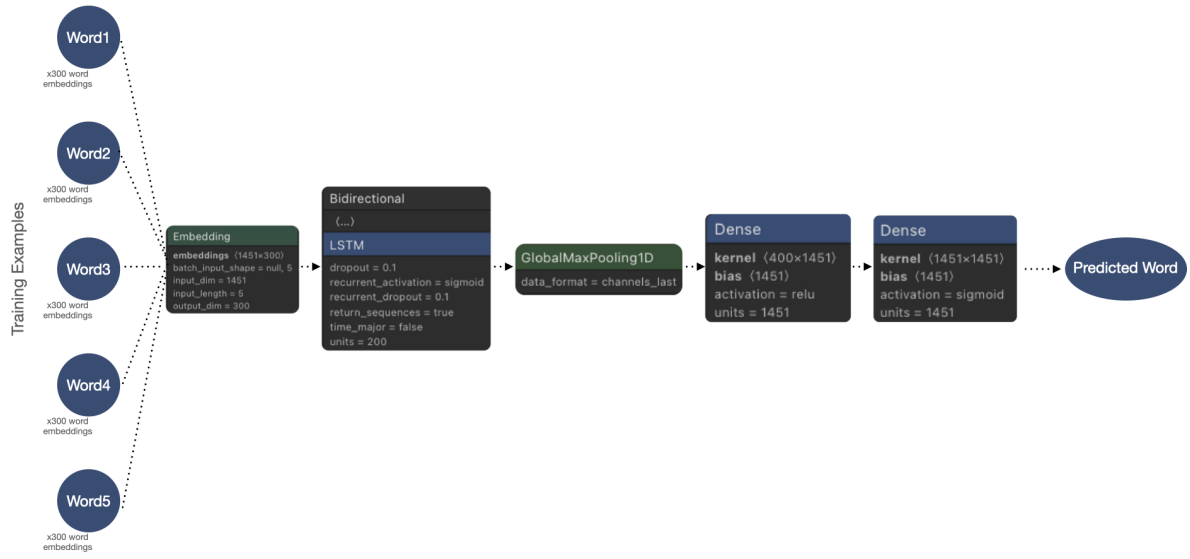 Training Examples
Word1
x300 word
embeddings
Word2
x300 word
embeddings
Word3
x300 word
embeddings
Word4
x300 word
embeddings
Word5
x300 word
embeddings
Embedding
embeddings ⟨1451×300⟩
batch_input_shape = null, 5
input_dim = 1451
input_length = 5
output_dim = 300
Bidirectional
⟨...⟩
LSTM
dropout = 0.1
recurrent_activation = sigmoid
recurrent_dropout = 0.1
return_sequences = true
time_major = false
units = 200
GlobalMaxPooling1D
data_format = channels_last
Dense
kernel ⟨400×1451⟩
bias ⟨1451⟩
activation = relu
units = 1451
Dense
kernel ⟨1451×1451⟩
bias ⟨1451⟩
activation = sigmoid
units = 1451
Predicted Word